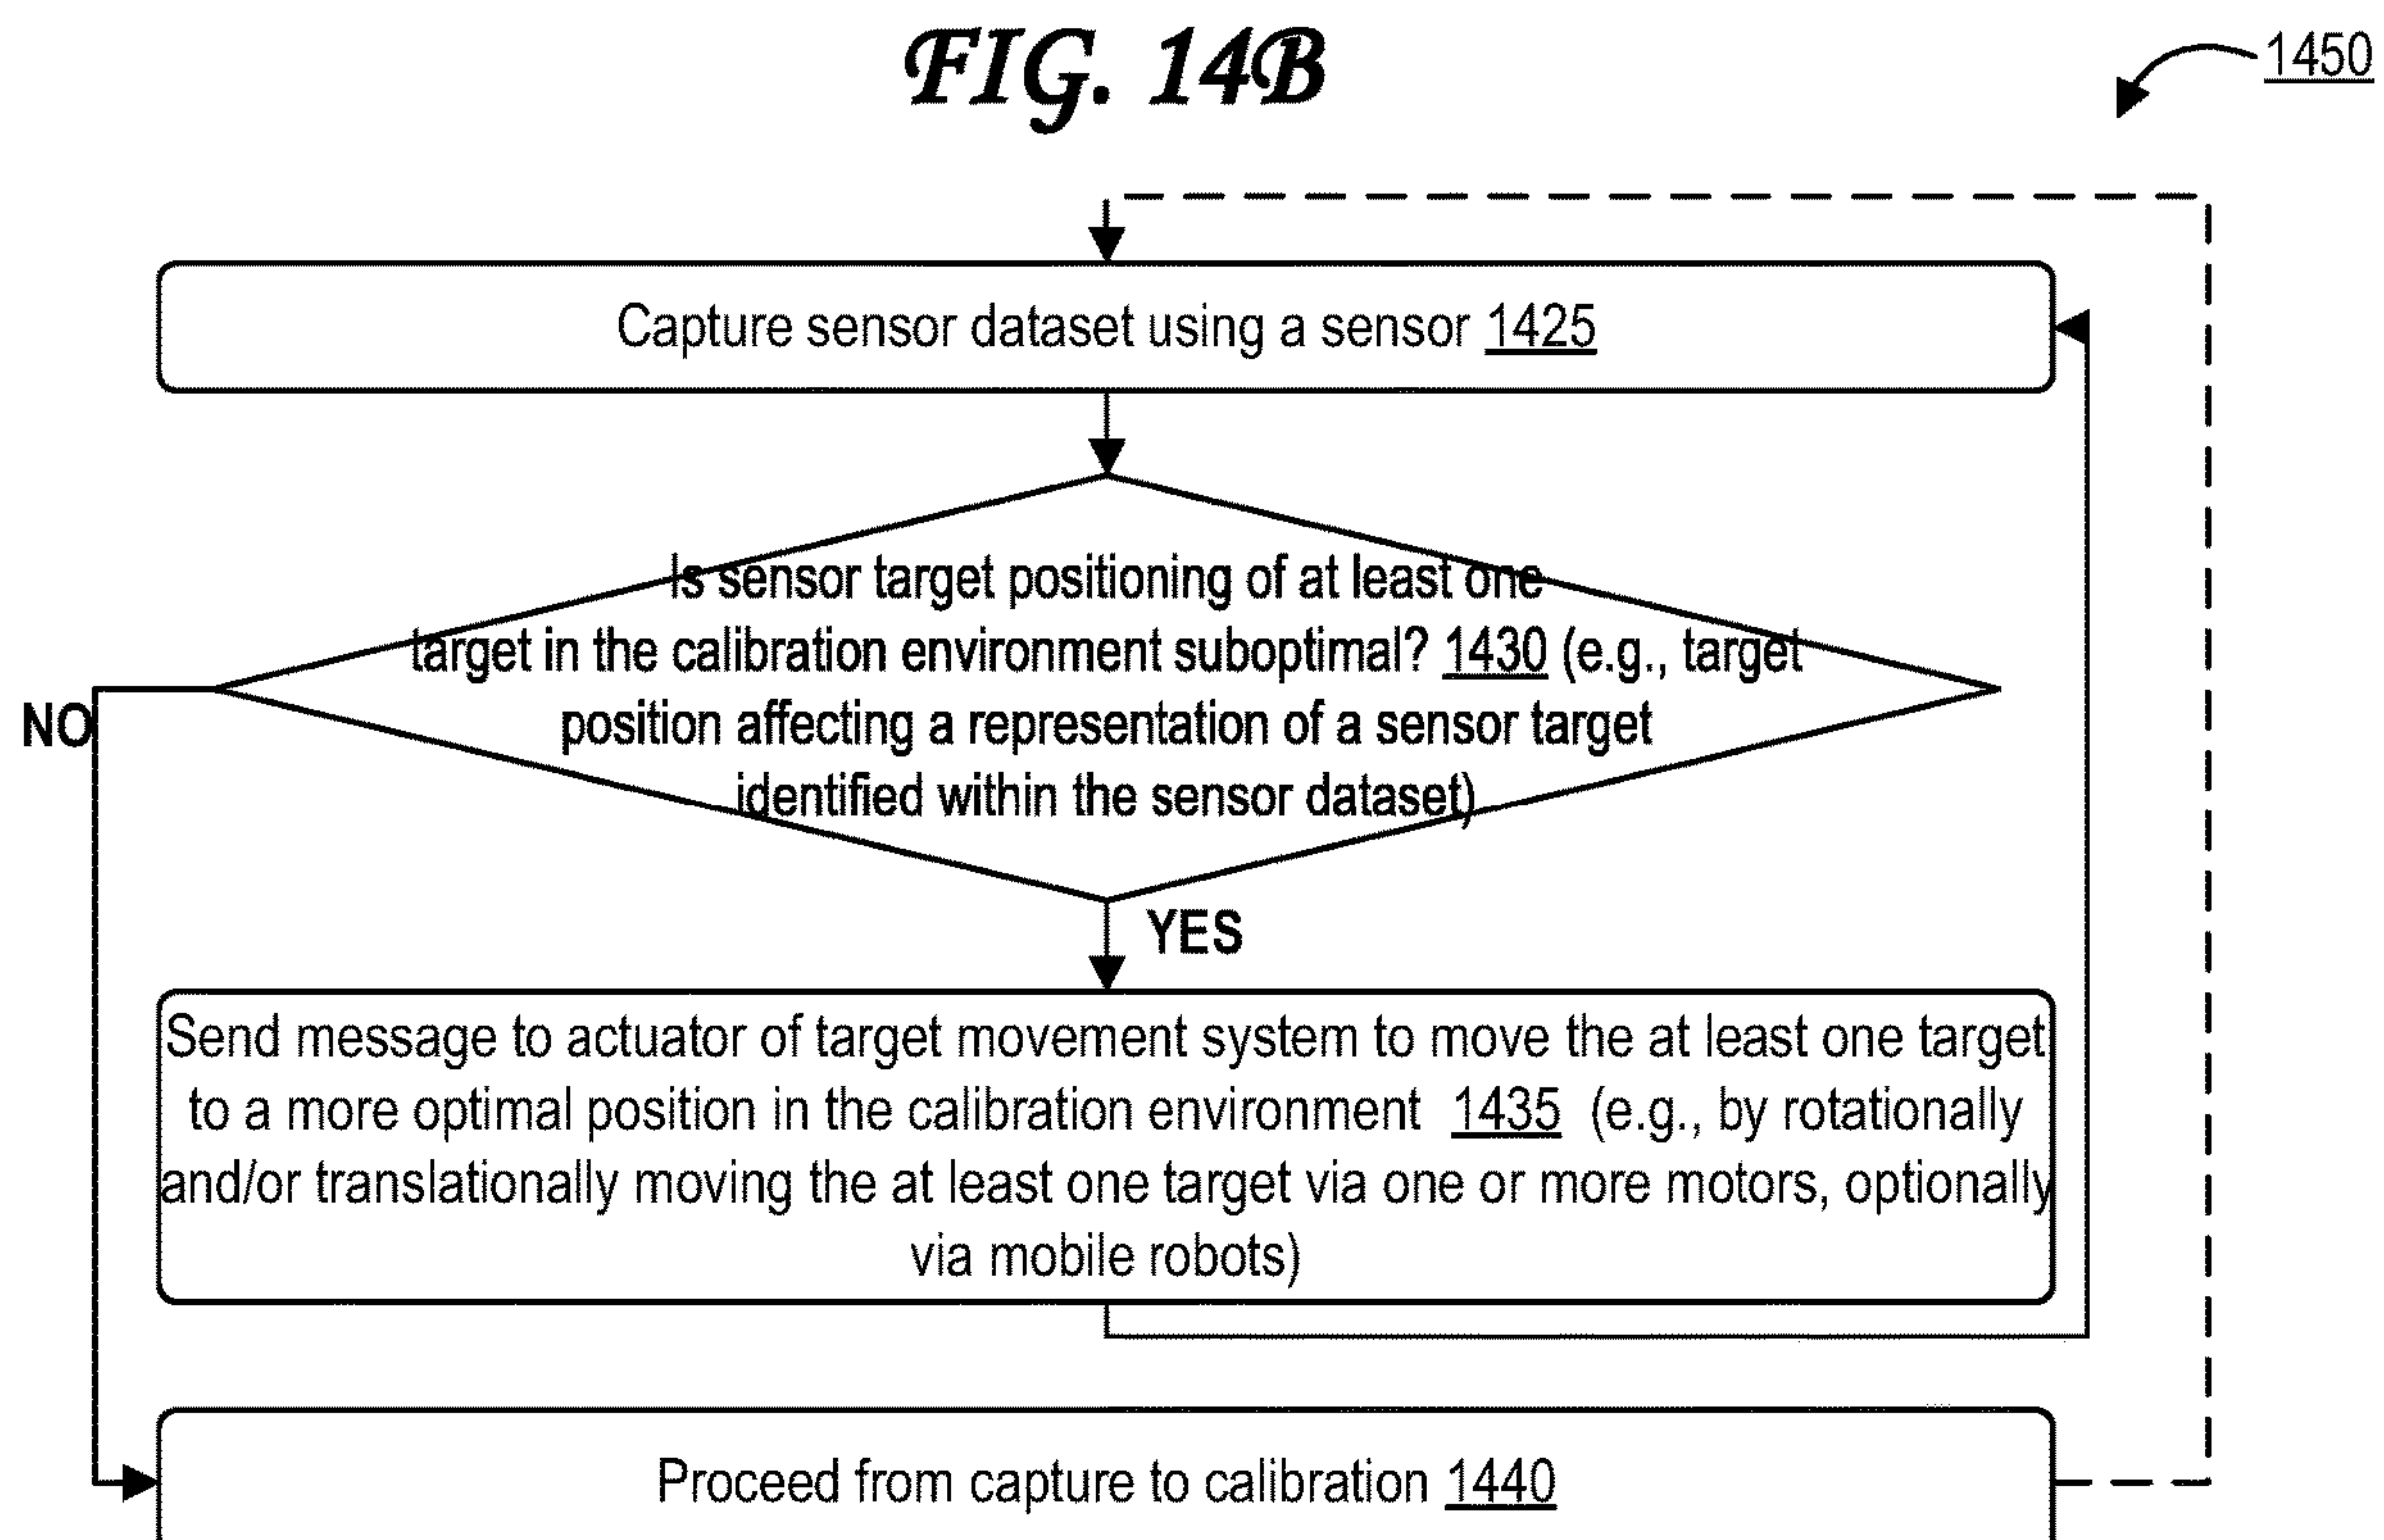 FIG. 14B
1450
Capture sensor dataset using a sensor 1425
Is sensor target positioning of at least one
target in the calibration environment suboptimal? 1430 (e.g., target
position affecting a representation of a sensor target
identified within the sensor dataset)
NO
YES
Send message to actuator of target movement system to move the at least one target
to a more optimal position in the calibration environment 1435 (e.g., by rotationally
and/or translationally moving the at least one target via one or more motors, optionally
via mobile robots)
Proceed from capture to calibration 1440